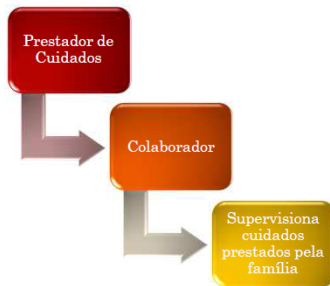 Prestador de
Cuidados
Colaborador
Supervisiona
cuidados
prestados pela
família